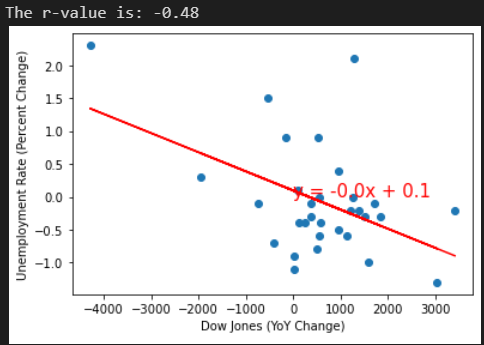 The r-value is: -0.48
Unemployment Rate (Percent Change)
2.0
1.5
1.0
0.5
0.0
−0.5
−1.0
y = -0.0x + 0.1
−4000 −3000 −2000 −1000 0 1000 2000 3000
Dow Jones (YoY Change)